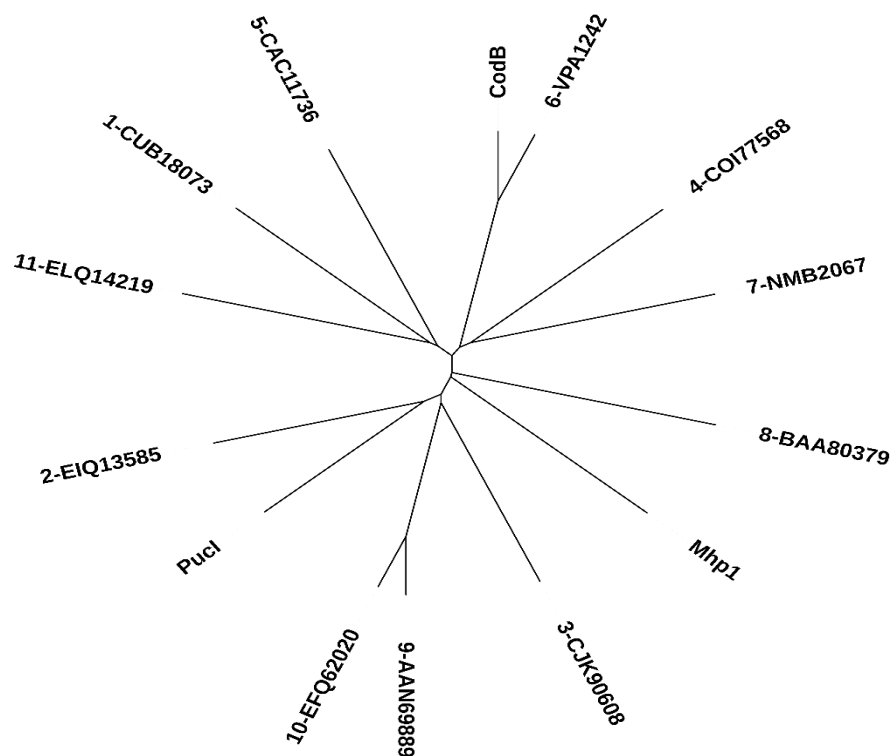 5-CAC11736
CodB
6-VPA1242
1-CUB18073
4-COI77568
11-ELQ14219
7-NMB2067
8-BAA80379
2-EIQ13585
PucI
Mhp1
10-EFQ62020
9-AAN69889
3-CJK90608